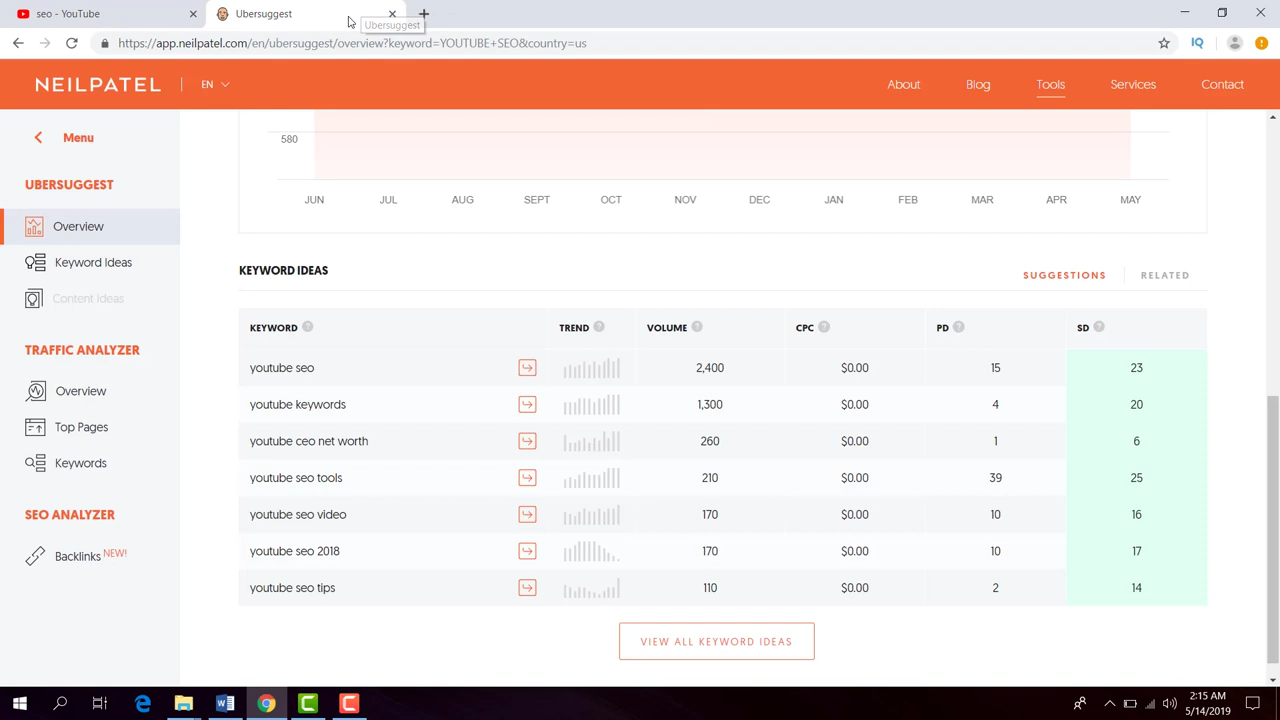 seo - YouTube
Ubersuggest
Ubersuggest
https://app.neilpatel.com/en/ubersuggest/overview?keyword=YOUTUBE+SEO&country=us
IQ
NEILPATEL
EN
About
Blog
Tools
Services
Contact
Menu
UBERSUGGEST
Overview
Keyword Ideas
Content Ideas
TRAFFIC ANALYZER
Overview
Top Pages
Keywords
SEO ANALYZER
Backlinks NEW!
580
JUN JUL AUG SEPT OCT NOV DEC JAN FEB MAR APR MAY
KEYWORD IDEAS
SUGGESTIONS RELATED
KEYWORD ? TREND ? VOLUME ? CPC ? PD ? SD ?
youtube seo 2,400 $0.00 15 23
youtube keywords 1,300 $0.00 4 20
youtube ceo net worth 260 $0.00 1 6
youtube seo tools 210 $0.00 39 25
youtube seo video 170 $0.00 10 16
youtube seo 2018 170 $0.00 10 17
youtube seo tips 110 $0.00 2 14
VIEW ALL KEYWORD IDEAS
2:15 AM
5/14/2019